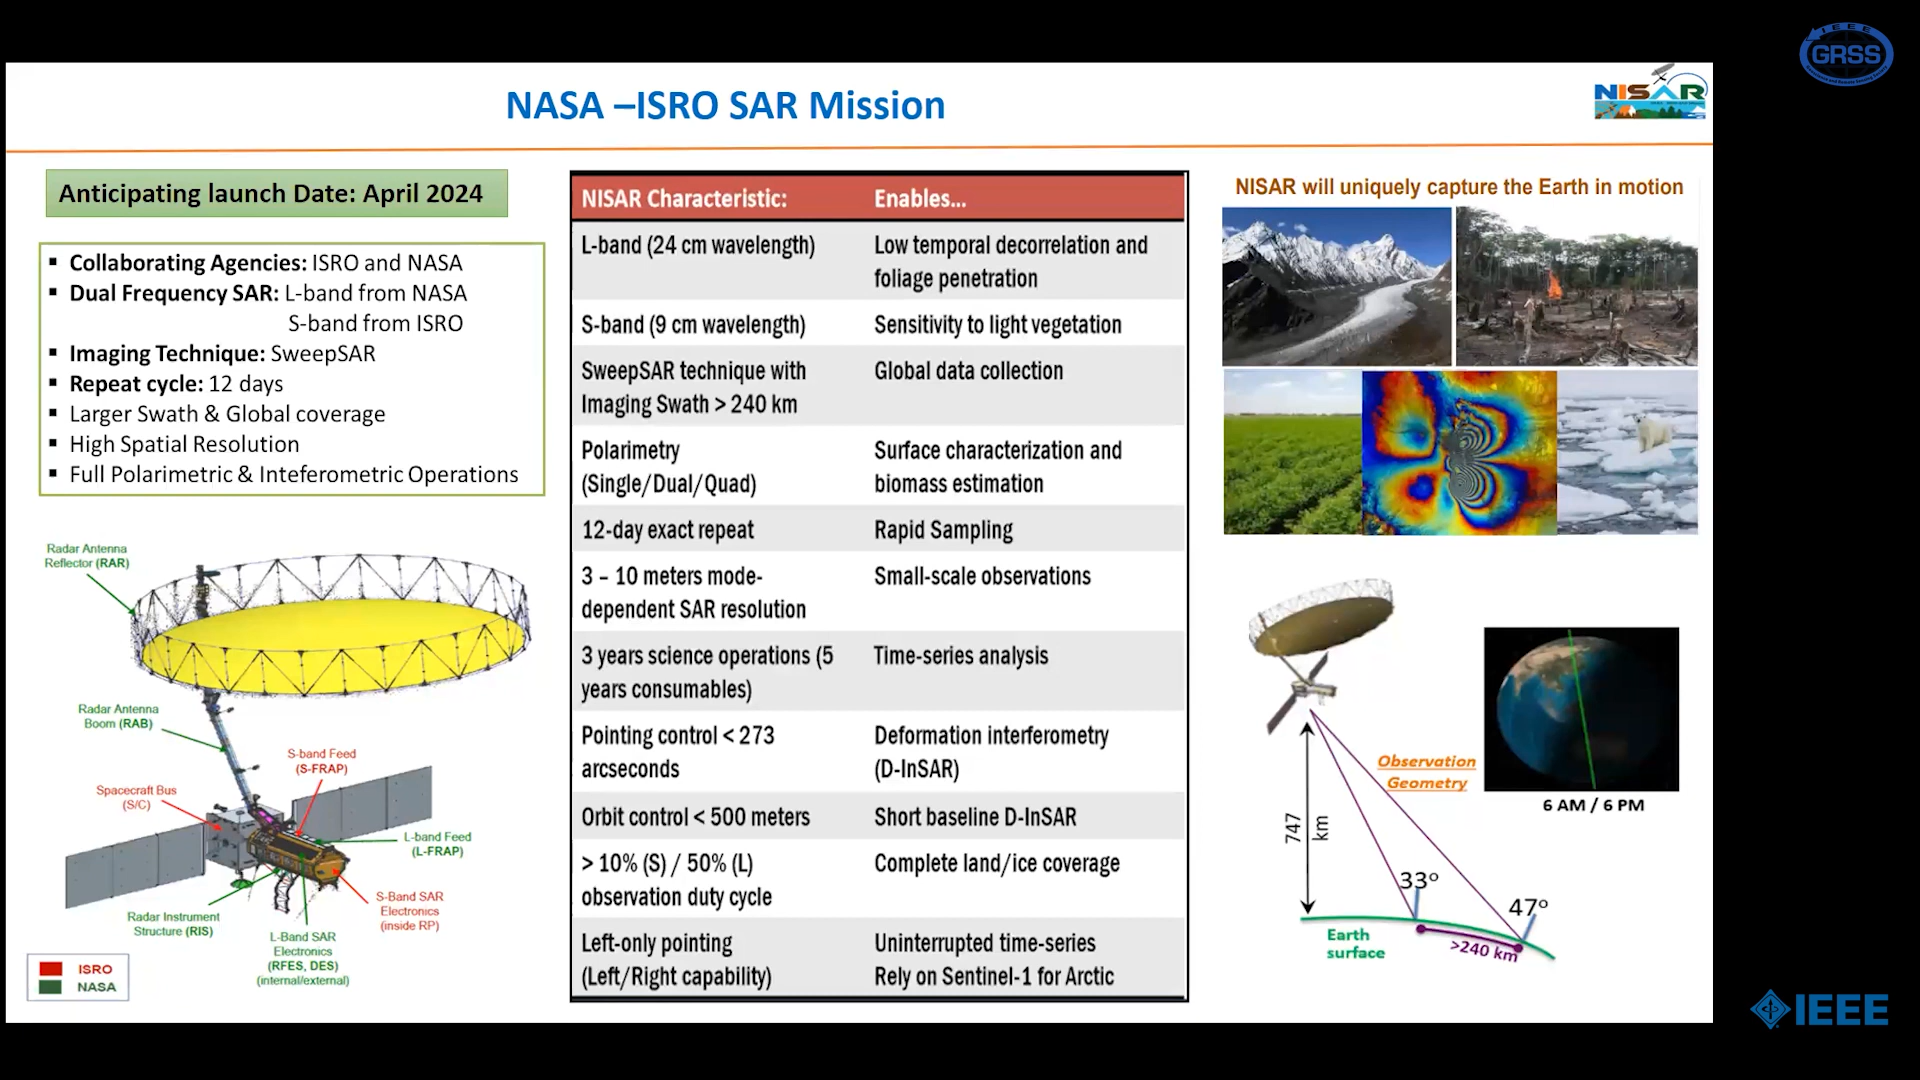 IEEE
GRSS
NASA –ISRO SAR Mission
NISAR
Anticipating launch Date: April 2024
▪ Collaborating Agencies: ISRO and NASA
▪ Dual Frequency SAR: L-band from NASA
S-band from ISRO
▪ Imaging Technique: SweepSAR
▪ Repeat cycle: 12 days
▪ Larger Swath & Global coverage
▪ High Spatial Resolution
▪ Full Polarimetric & Inteferometric Operations
Radar Antenna
Reflector (RAR)
Radar Antenna
Boom (RAB)
S-band Feed
(S-FRAP)
Spacecraft Bus
(S/C)
L-band Feed
(L-FRAP)
S-Band SAR
Electronics
(inside RP)
Radar Instrument
Structure (RIS)
L-Band SAR
Electronics
(RFES, DES)
(internal/external)
ISRO
NASA
NISAR Characteristic: Enables...
L-band (24 cm wavelength) Low temporal decorrelation and
foliage penetration
S-band (9 cm wavelength) Sensitivity to light vegetation
SweepSAR technique with Global data collection
Imaging Swath > 240 km
Polarimetry Surface characterization and
(Single/Dual/Quad) biomass estimation
12-day exact repeat Rapid Sampling
3 – 10 meters mode- Small-scale observations
dependent SAR resolution
3 years science operations (5 Time-series analysis
years consumables)
Pointing control < 273 Deformation interferometry
arcseconds (D-InSAR)
Orbit control < 500 meters Short baseline D-InSAR
> 10% (S) / 50% (L) Complete land/ice coverage
observation duty cycle
Left-only pointing Uninterrupted time-series
(Left/Right capability) Rely on Sentinel-1 for Arctic
NISAR will uniquely capture the Earth in motion
Observation
Geometry
6 AM / 6 PM
747
km
33°
47°
Earth
surface
>240 km
IEEE